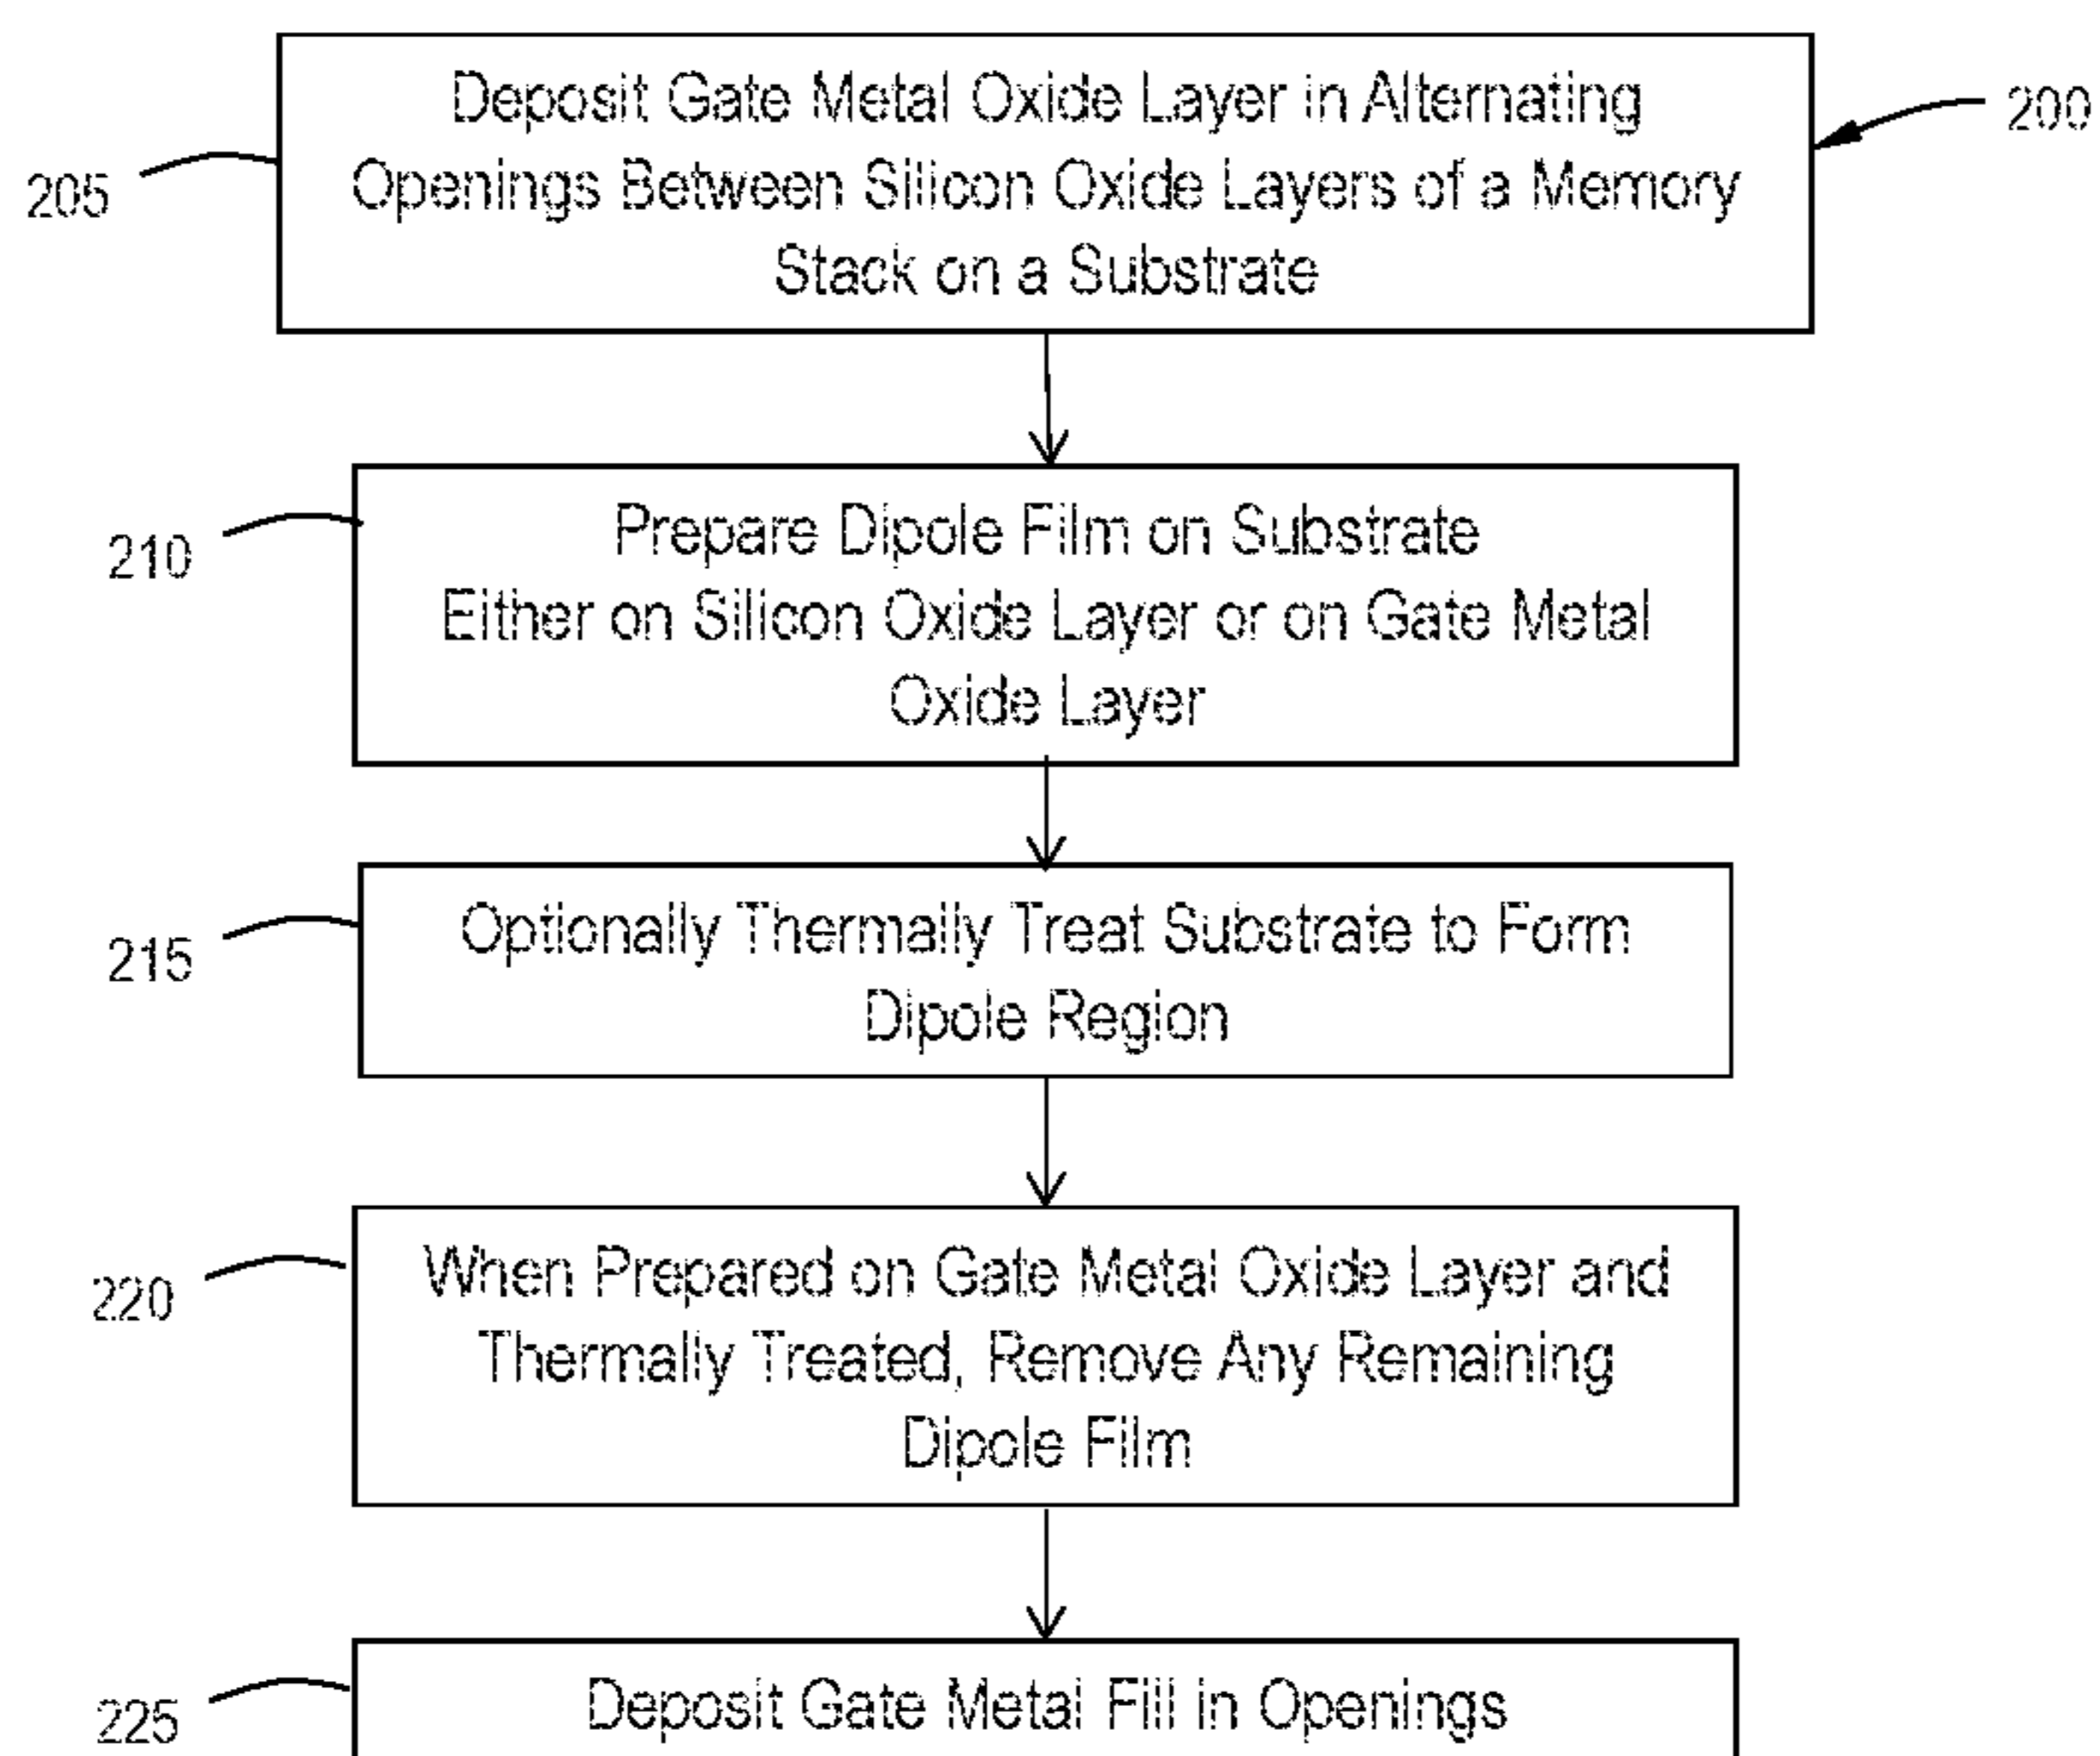 Deposit Gate Metal Oxide Layer in Alternating
200
Openings Between Silicon Oxide Layers of a Memory
205
Stack on a Substrate
Prepare Dipole Film on Substrate
210
Either on Silicon Oxide Layer or on Gate Metal
Oxide Layer
Optionally Thermally Treat Substrate to Form
215
Dipole Region
When Prepared on Gate Metal Oxide Layer and
220
Thermally Treated, Remove Any Remaining
Dipole Film
Deposit Gate Metal Fill in Openings
225